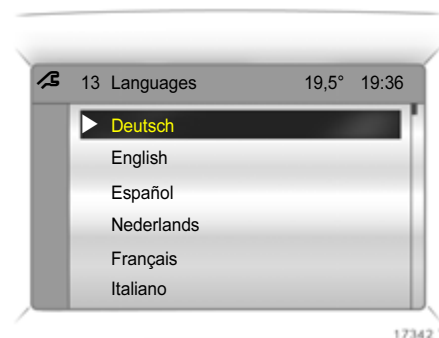 13 Languages 19,5° 19:36
Deutsch
English
Español
Nederlands
Français
Italiano
17342